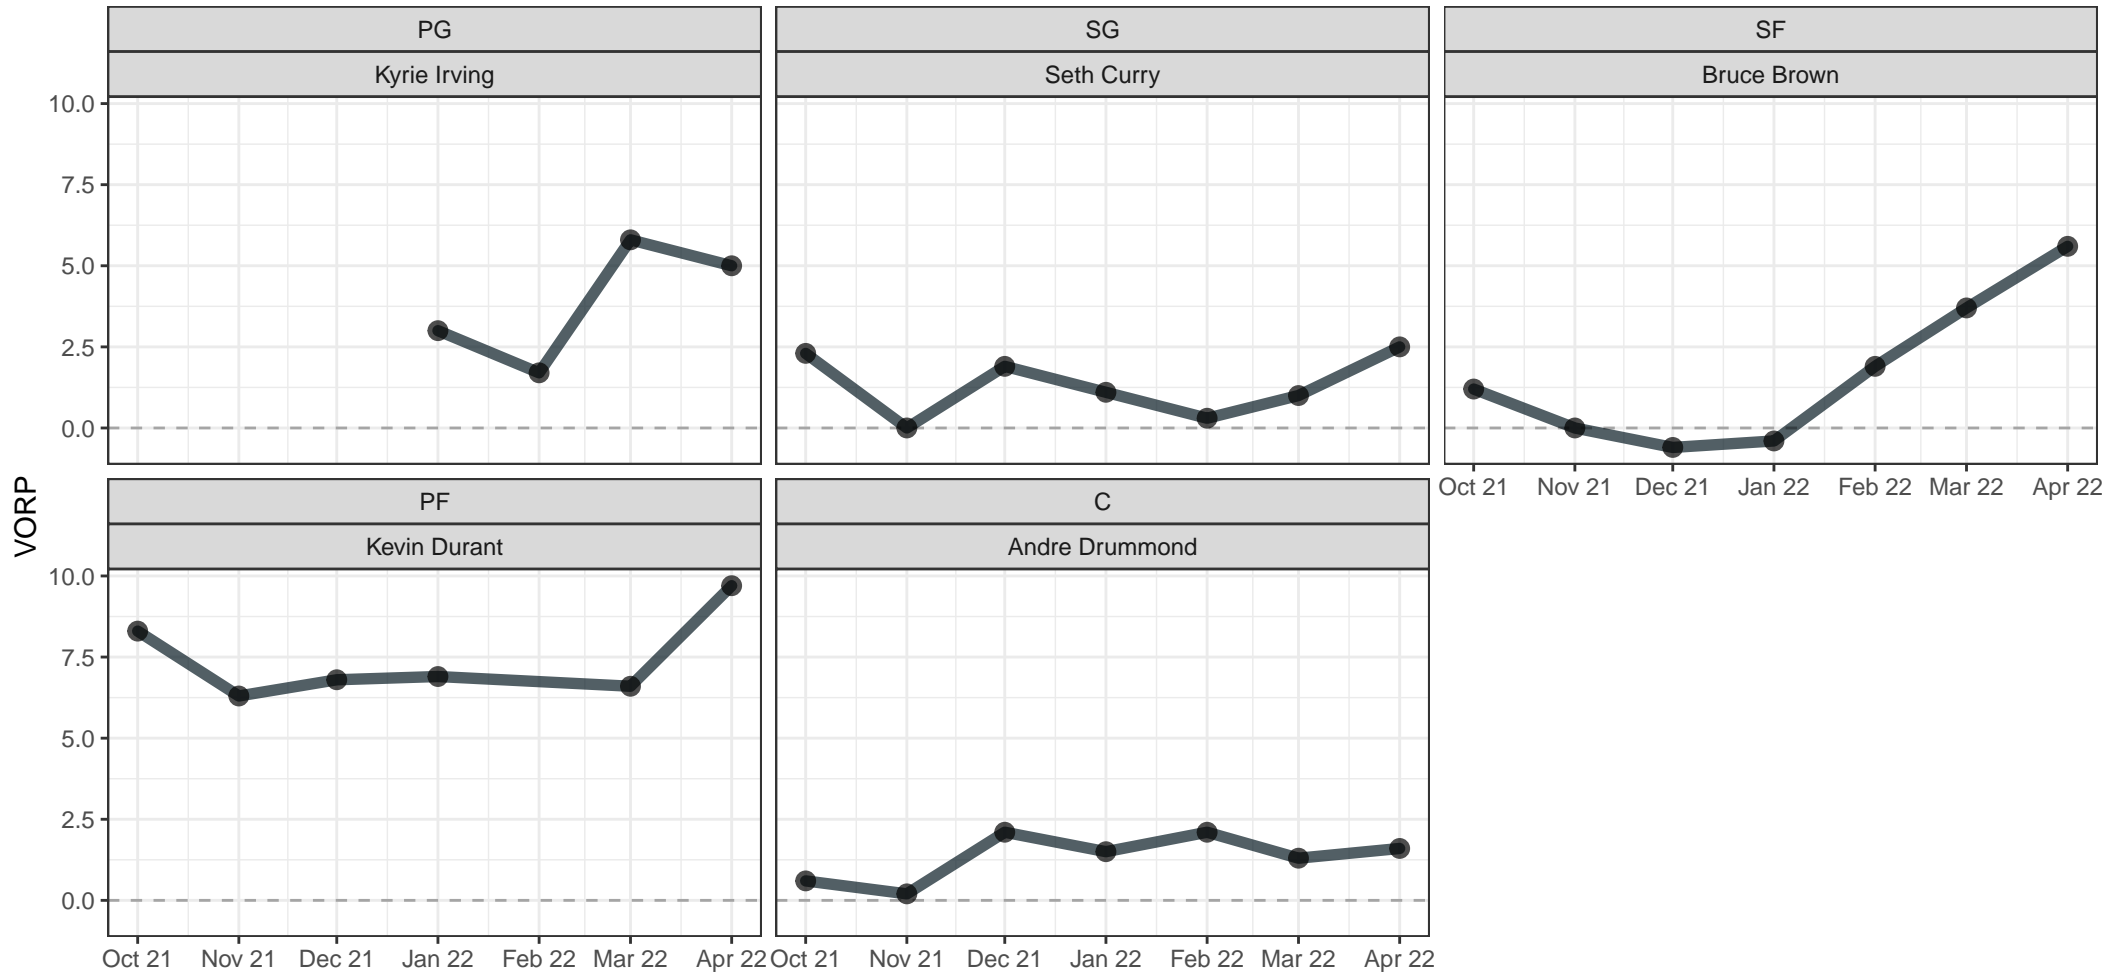 PG
SG
SF
Kyrie Irving
Seth Curry
Bruce Brown
10.0
7.5
5.0
2.5
0.0
Oct 21 Nov 21 Dec 21 Jan 22 Feb 22 Mar 22 Apr 22
VORP
PF
C
Kevin Durant
Andre Drummond
10.0
7.5
5.0
2.5
0.0
Oct 21 Nov 21 Dec 21 Jan 22 Feb 22 Mar 22 Apr 22
Oct 21 Nov 21 Dec 21 Jan 22 Feb 22 Mar 22 Apr 22